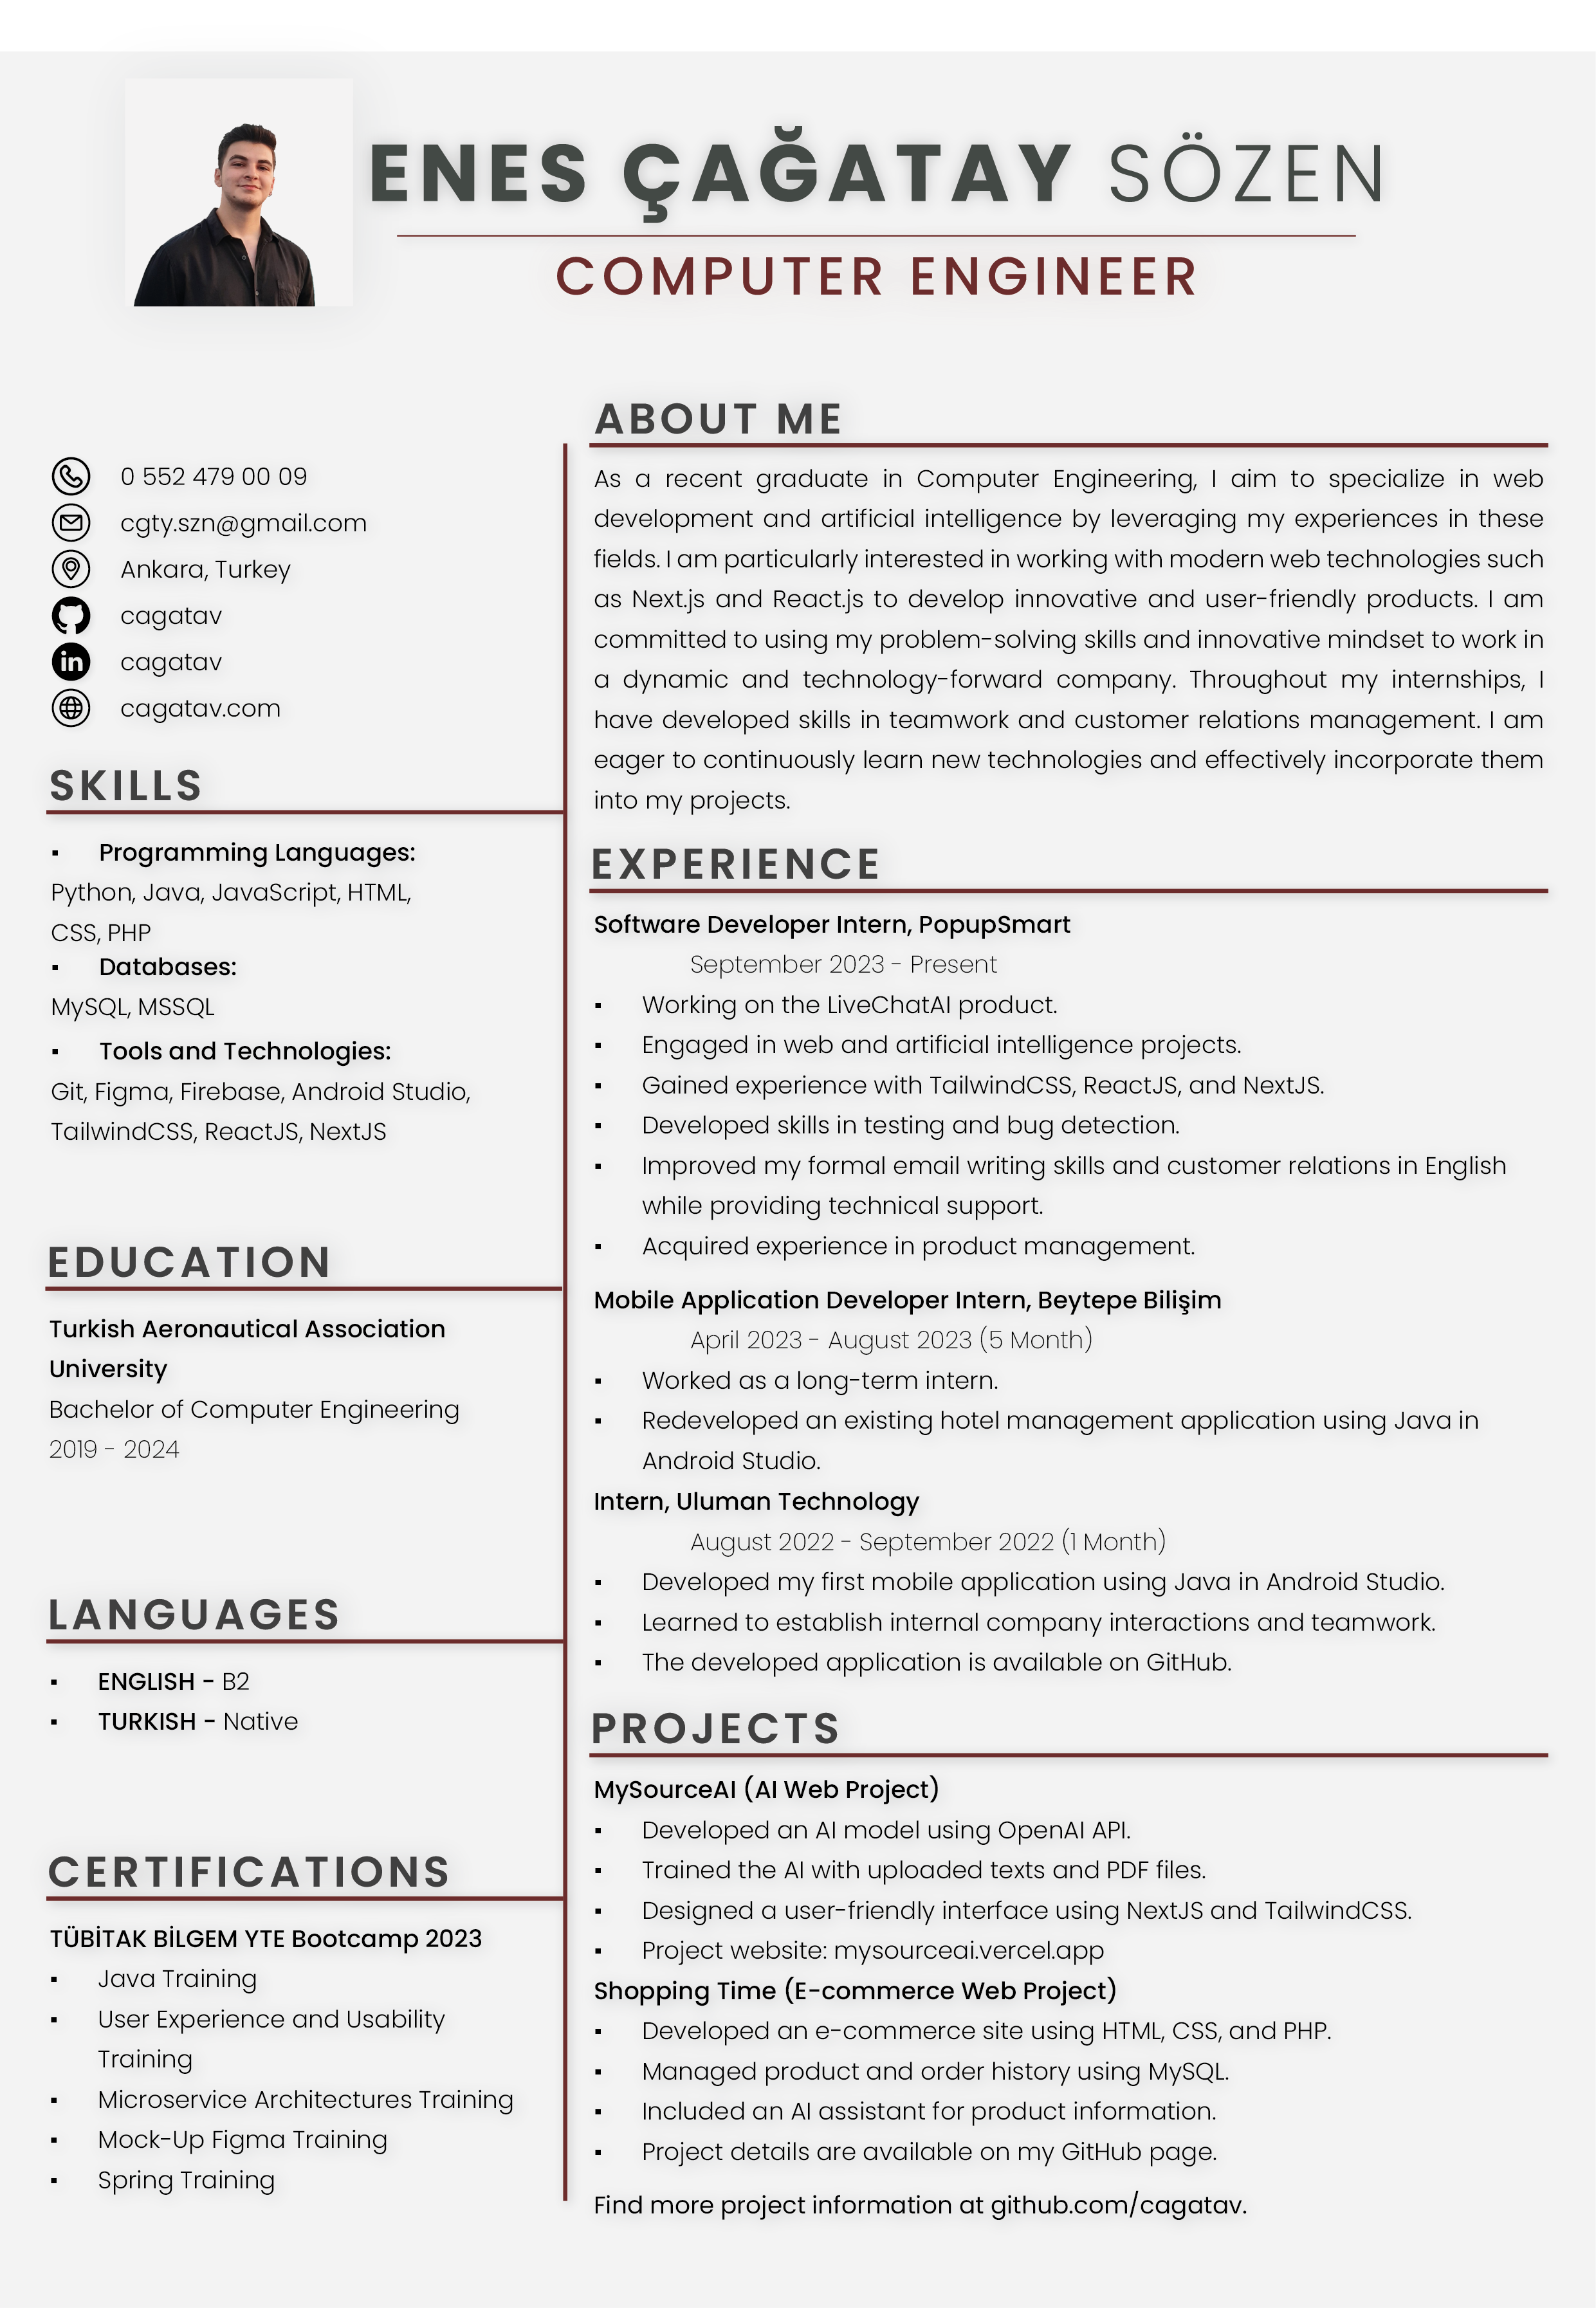 ENES ÇAĞATAY SÖZEN
COMPUTER ENGINEER
0 552 479 00 09
cgty.szn@gmail.com
Ankara, Turkey
cagatav
in
cagatav
cagatav.com
SKILLS
▪ Programming Languages:
Python, Java, JavaScript, HTML,
CSS, PHP
▪ Databases:
MySQL, MSSQL
▪ Tools and Technologies:
Git, Figma, Firebase, Android Studio,
TailwindCSS, ReactJS, NextJS
EDUCATION
Turkish Aeronautical Association
University
Bachelor of Computer Engineering
2019 - 2024
LANGUAGES
▪ ENGLISH - B2
▪ TURKISH - Native
CERTIFICATIONS
TÜBİTAK BİLGEM YTE Bootcamp 2023
▪ Java Training
▪ User Experience and Usability
Training
▪ Microservice Architectures Training
▪ Mock-Up Figma Training
▪ Spring Training
ABOUT ME
As a recent graduate in Computer Engineering, I aim to specialize in web
development and artificial intelligence by leveraging my experiences in these
fields. I am particularly interested in working with modern web technologies such
as Next.js and React.js to develop innovative and user-friendly products. I am
committed to using my problem-solving skills and innovative mindset to work in
a dynamic and technology-forward company. Throughout my internships, I
have developed skills in teamwork and customer relations management. I am
eager to continuously learn new technologies and effectively incorporate them
into my projects.
EXPERIENCE
Software Developer Intern, PopupSmart
September 2023 - Present
▪ Working on the LiveChatAI product.
▪ Engaged in web and artificial intelligence projects.
▪ Gained experience with TailwindCSS, ReactJS, and NextJS.
▪ Developed skills in testing and bug detection.
▪ Improved my formal email writing skills and customer relations in English
while providing technical support.
▪ Acquired experience in product management.
Mobile Application Developer Intern, Beytepe Bilişim
April 2023 - August 2023 (5 Month)
▪ Worked as a long-term intern.
▪ Redeveloped an existing hotel management application using Java in
Android Studio.
Intern, Uluman Technology
August 2022 - September 2022 (1 Month)
▪ Developed my first mobile application using Java in Android Studio.
▪ Learned to establish internal company interactions and teamwork.
▪ The developed application is available on GitHub.
PROJECTS
MySourceAI (AI Web Project)
▪ Developed an AI model using OpenAI API.
▪ Trained the AI with uploaded texts and PDF files.
▪ Designed a user-friendly interface using NextJS and TailwindCSS.
▪ Project website: mysourceai.vercel.app
Shopping Time (E-commerce Web Project)
▪ Developed an e-commerce site using HTML, CSS, and PHP.
▪ Managed product and order history using MySQL.
▪ Included an AI assistant for product information.
▪ Project details are available on my GitHub page.
Find more project information at github.com/cagatav.